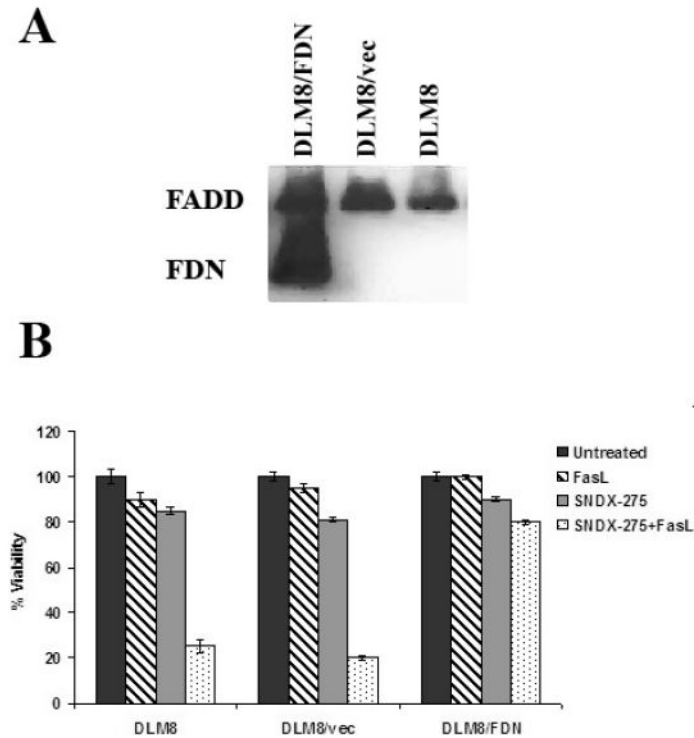 A
DLM8/FDN
DLM8/vec
DLM8
FADD
FDN
B
120
100
80
60
40
20
0
% Viability
DLM8
DLM8/vec
DLM8/FDN
Untreated
FasL
SNDX-275
SNDX-275+FasL